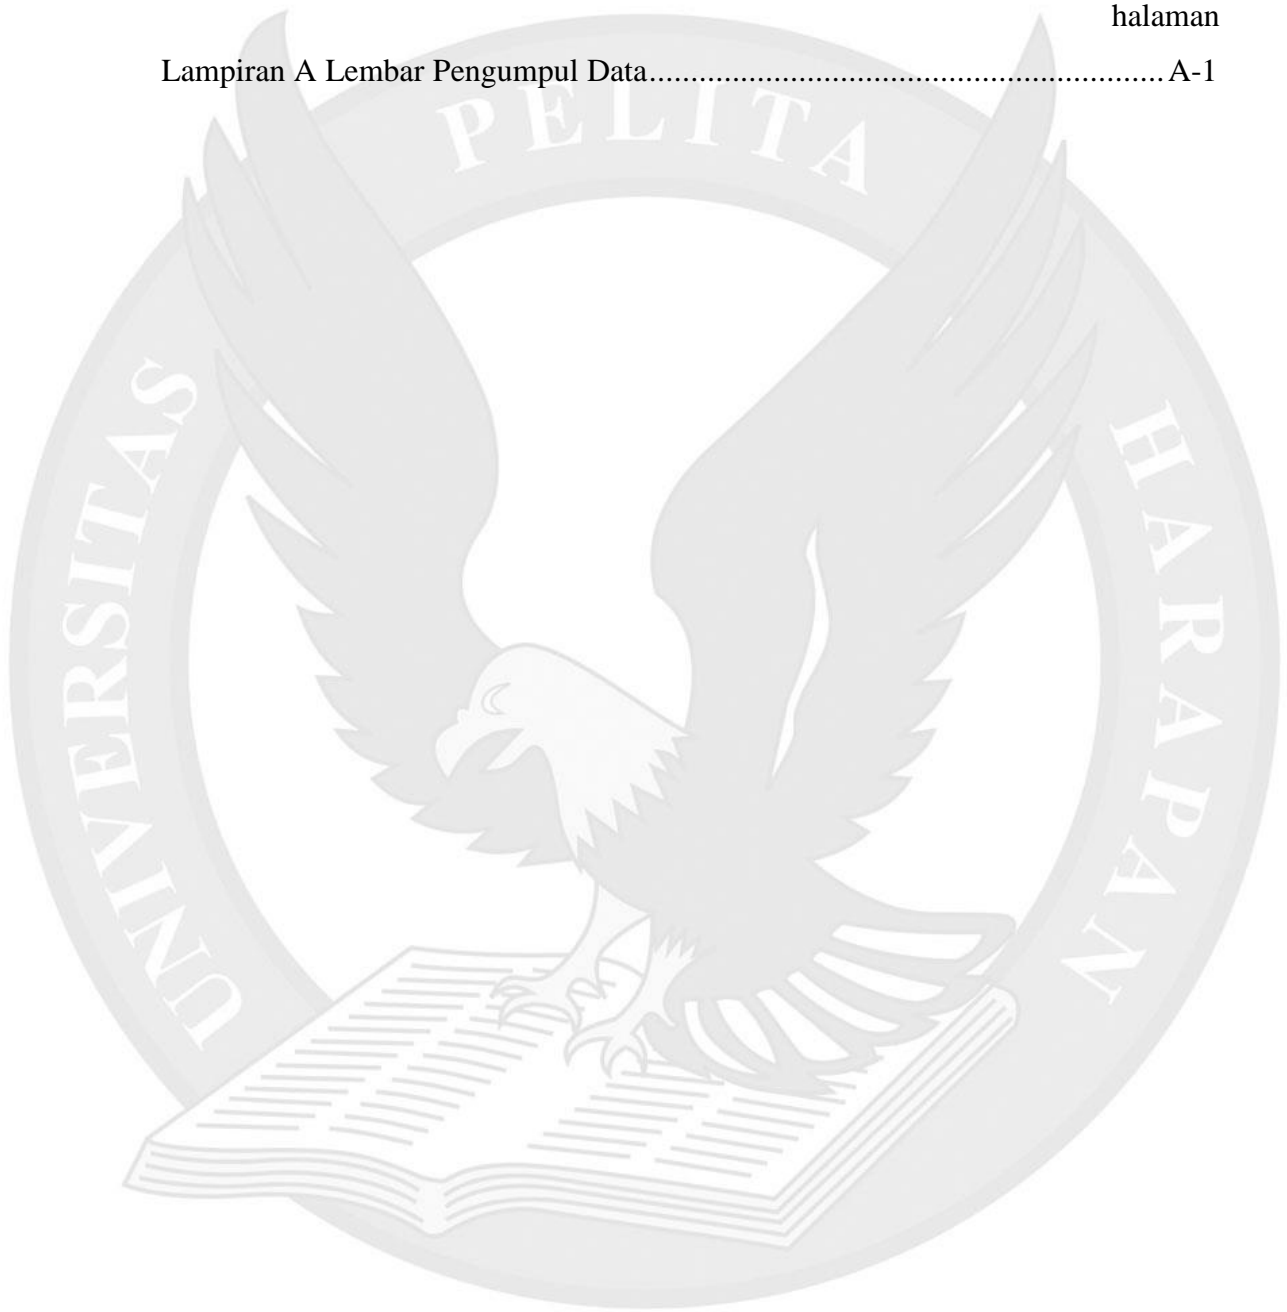 halaman
Lampiran A Lembar Pengumpul Data.............................................................. A-1
UNIVERSITAS PELITA HARAPAN